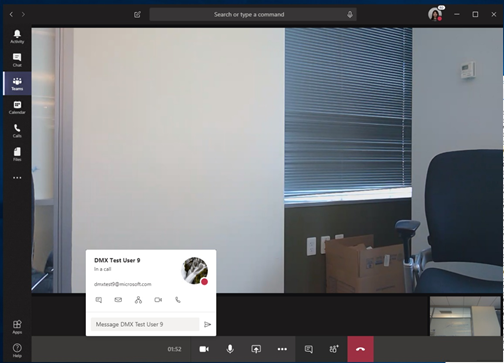 Search or type a command
Activity
Chat
Teams
Calendar
Calls
Files
DMX Test User 9
In a call
dmxtest9@microsoft.com
Message DMX Test User 9
Apps
Help
01:52